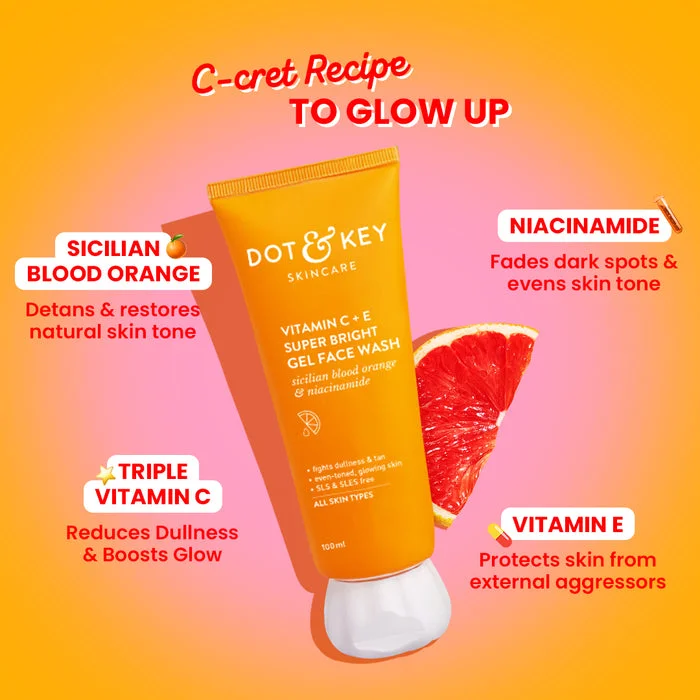 C-cret Recipe
TO GLOW UP
SICILIAN
BLOOD ORANGE
Detans & restores
natural skin tone
NIACINAMIDE
Fades dark spots &
evens skin tone
DOT & KEY
SKINCARE
VITAMIN C + E
SUPER BRIGHT
GEL FACE WASH
sicilian blood orange
& niacinamide
• fights dullness & tan
• even-toned, glowing skin
• SLS & SLES free
ALL SKIN TYPES
100ml
TRIPLE
VITAMIN C
Reduces Dullness
& Boosts Glow
VITAMIN E
Protects skin from
external aggressors